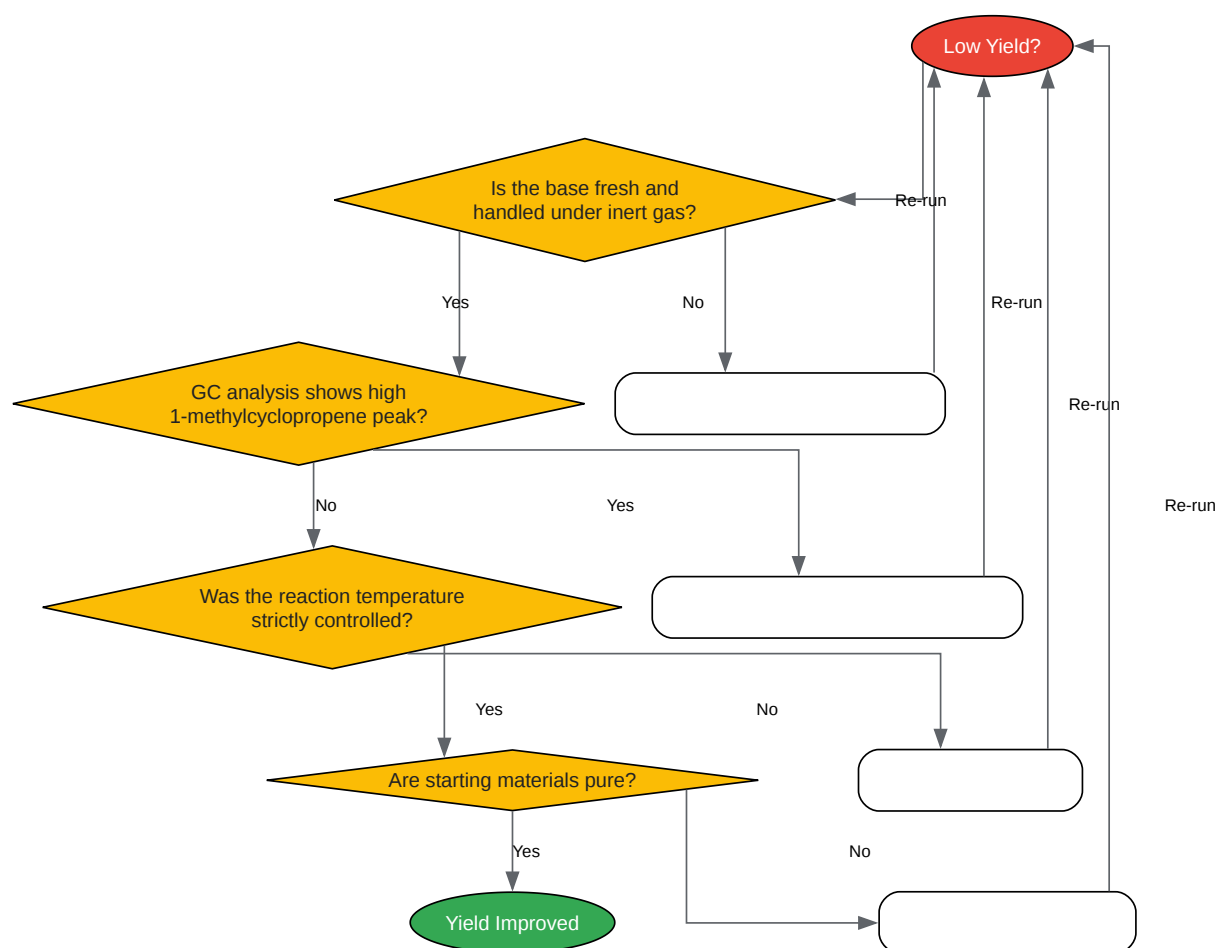 Low Yield?
Is the base fresh and
handled under inert gas?
Re-run
Yes
No
Re-run
GC analysis shows high
1-methylcyclopropene peak?
Re-run
No
Yes
Re-run
Was the reaction temperature
strictly controlled?
Yes
No
Are starting materials pure?
Yes
No
Yield Improved